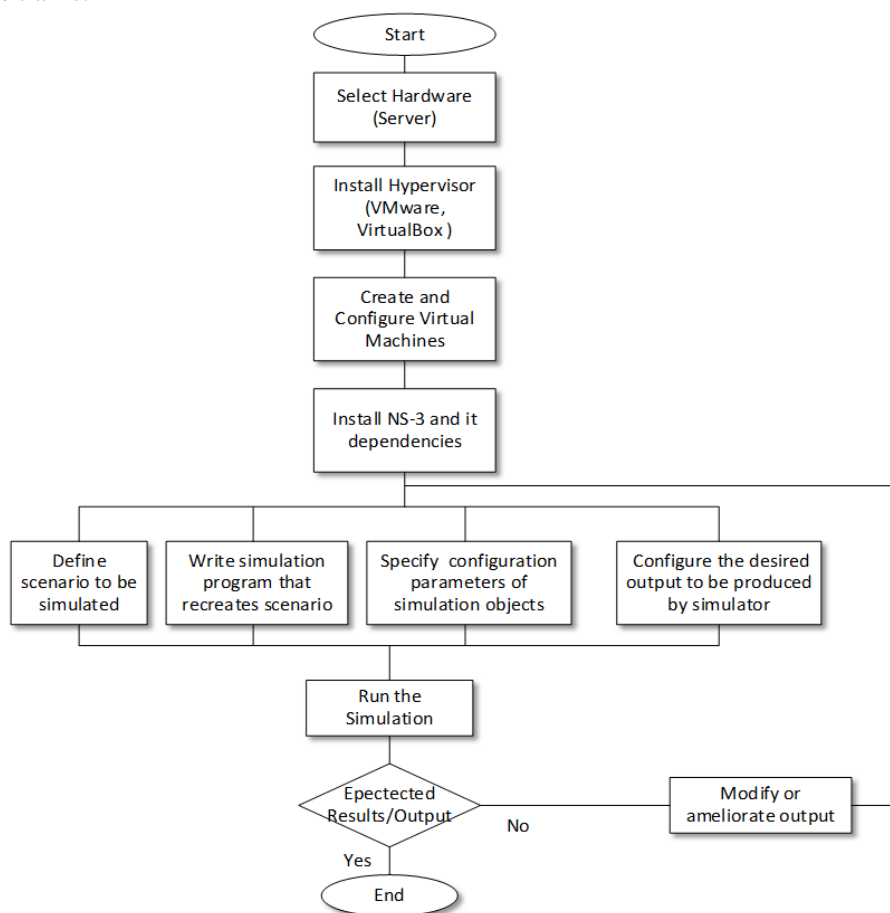 Start
Select Hardware
(Server)
Install Hypervisor
(VMware,
VirtualBox )
Create and
Configure Virtual
Machines
Install NS-3 and it
dependencies
Define
scenario to be
simulated
Write simulation
program that
recreates scenario
Specify configuration
parameters of
simulation objects
Configure the desired
output to be produced
by simulator
Run the
Simulation
Epectected
Results/Output
No
Modify or
ameliorate output
Yes
End